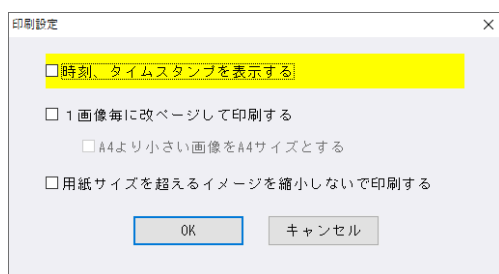 印刷設定
時刻、タイムスタンプを表示する
1画像毎に改ページして印刷する
A4より小さい画像をA4サイズとする
用紙サイズを超えるイメージを縮小しないで印刷する
OK キャンセル